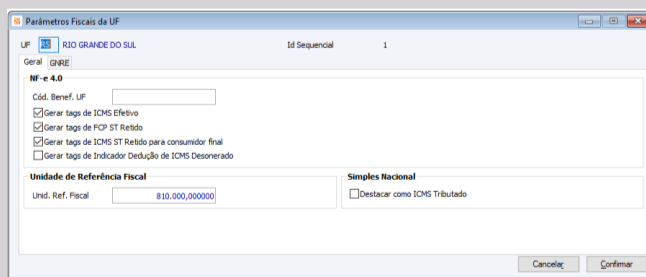 Parâmetros Fiscais da UF
UF RS RIO GRANDE DO SUL Id Sequencial 1
Geral GNRE
NF-e 4.0
Cód. Benef. UF
Gerar tags de ICMS Efetivo
Gerar tags de FCP ST Retido
Gerar tags de ICMS ST Retido para consumidor final
Gerar tags de Indicador Dedução de ICMS Desonerado
Unidade de Referência Fiscal Simples Nacional
Unid. Ref. Fiscal 810.000,000000 Destacar como ICMS Tributado
Cancelar Confirmar